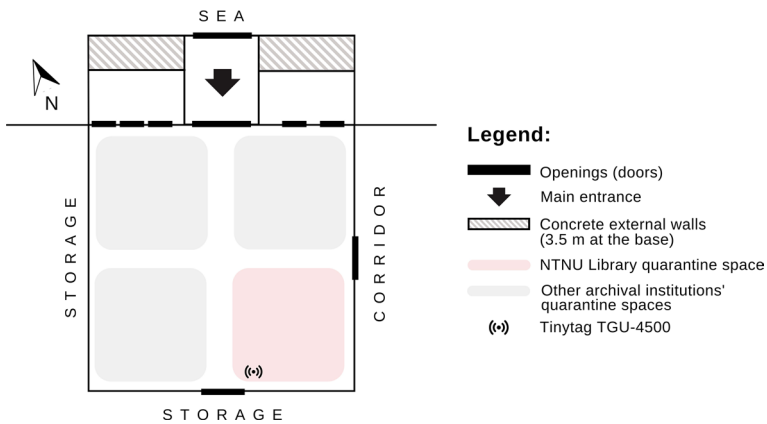 SEA
N
STORAGE
CORRIDOR
STORAGE
Legend:
Openings (doors)
Main entrance
Concrete external walls
(3.5 m at the base)
NTNU Library quarantine space
Other archival institutions'
quarantine spaces
Tinytag TGU-4500